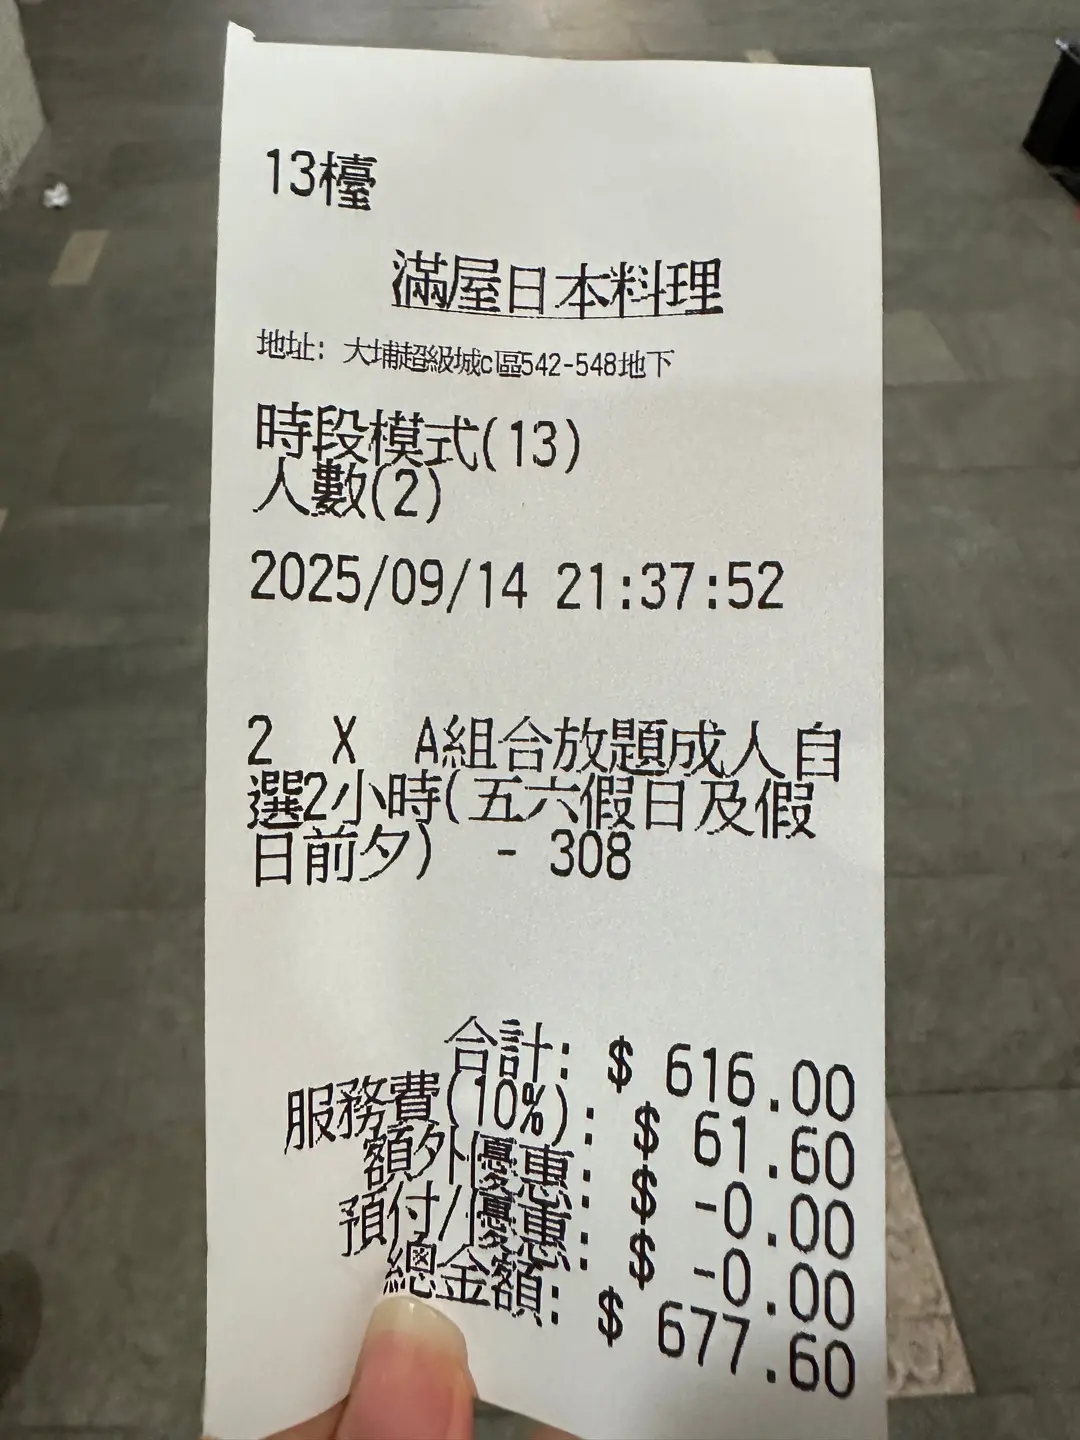 13檯
滿屋日本料理
地址: 大埔超級城c區542-548地下
時段模式(13)
人數(2)
2025/09/14 21:37:52
2 X A組合放題成人自
選2小時(五六假日及假
日前夕) - 308
合計: $ 616.00
服務費(10%): $ 61.60
額外優惠: $ -0.00
預付/優惠: $ -0.00
總金額: $ 677.60